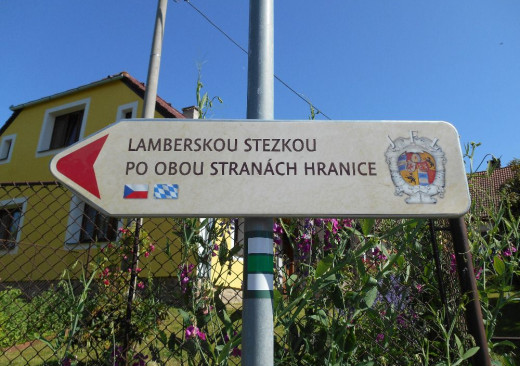 LAMBERSKOU STEZKOU
PO OBOU STRANÁCH HRANICE